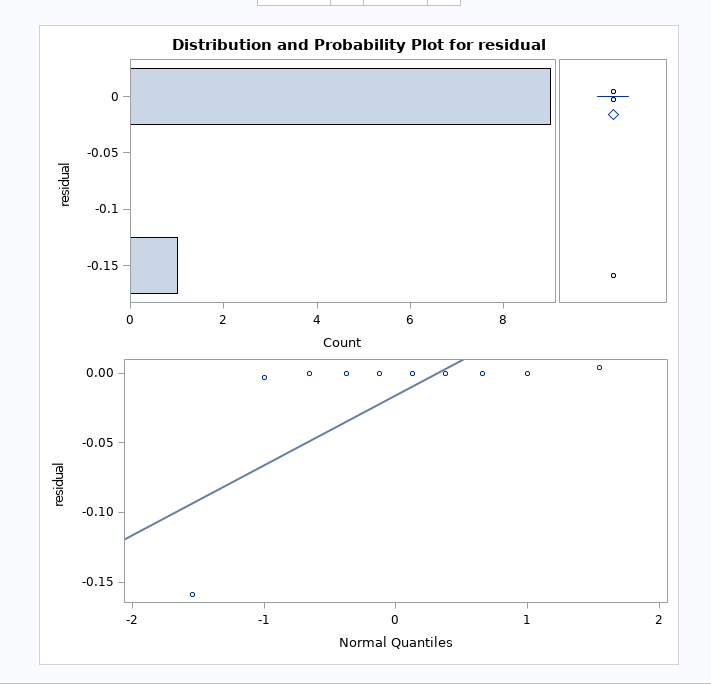 Distribution and Probability Plot for residual
0
-0.05
-0.1
-0.15
residual
0 2 4 6 8
Count
0.00
-0.05
-0.10
-0.15
residual
-2 -1 0 1 2
Normal Quantiles